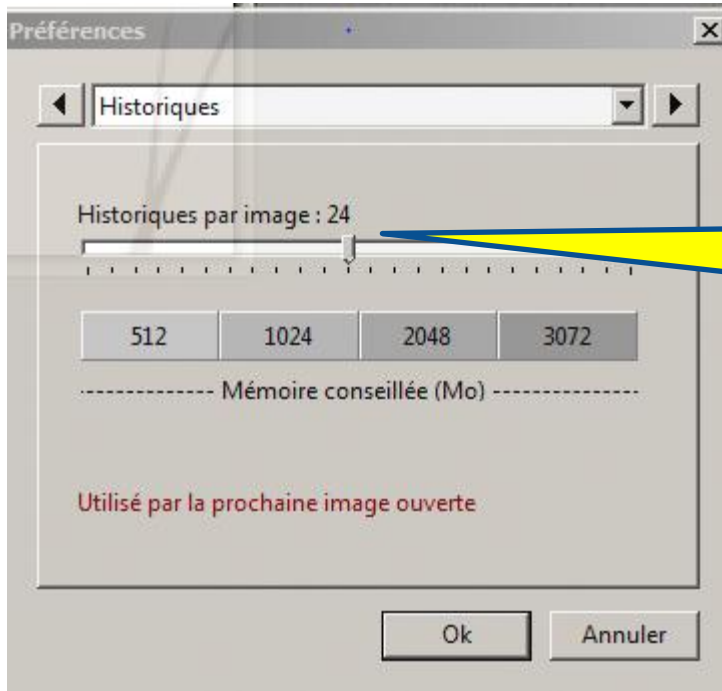 Préférences
Historiques
Historiques par image : 24
512 1024 2048 3072
------------- Mémoire conseillée (Mo) --------------
Utilisé par la prochaine image ouverte
Ok Annuler